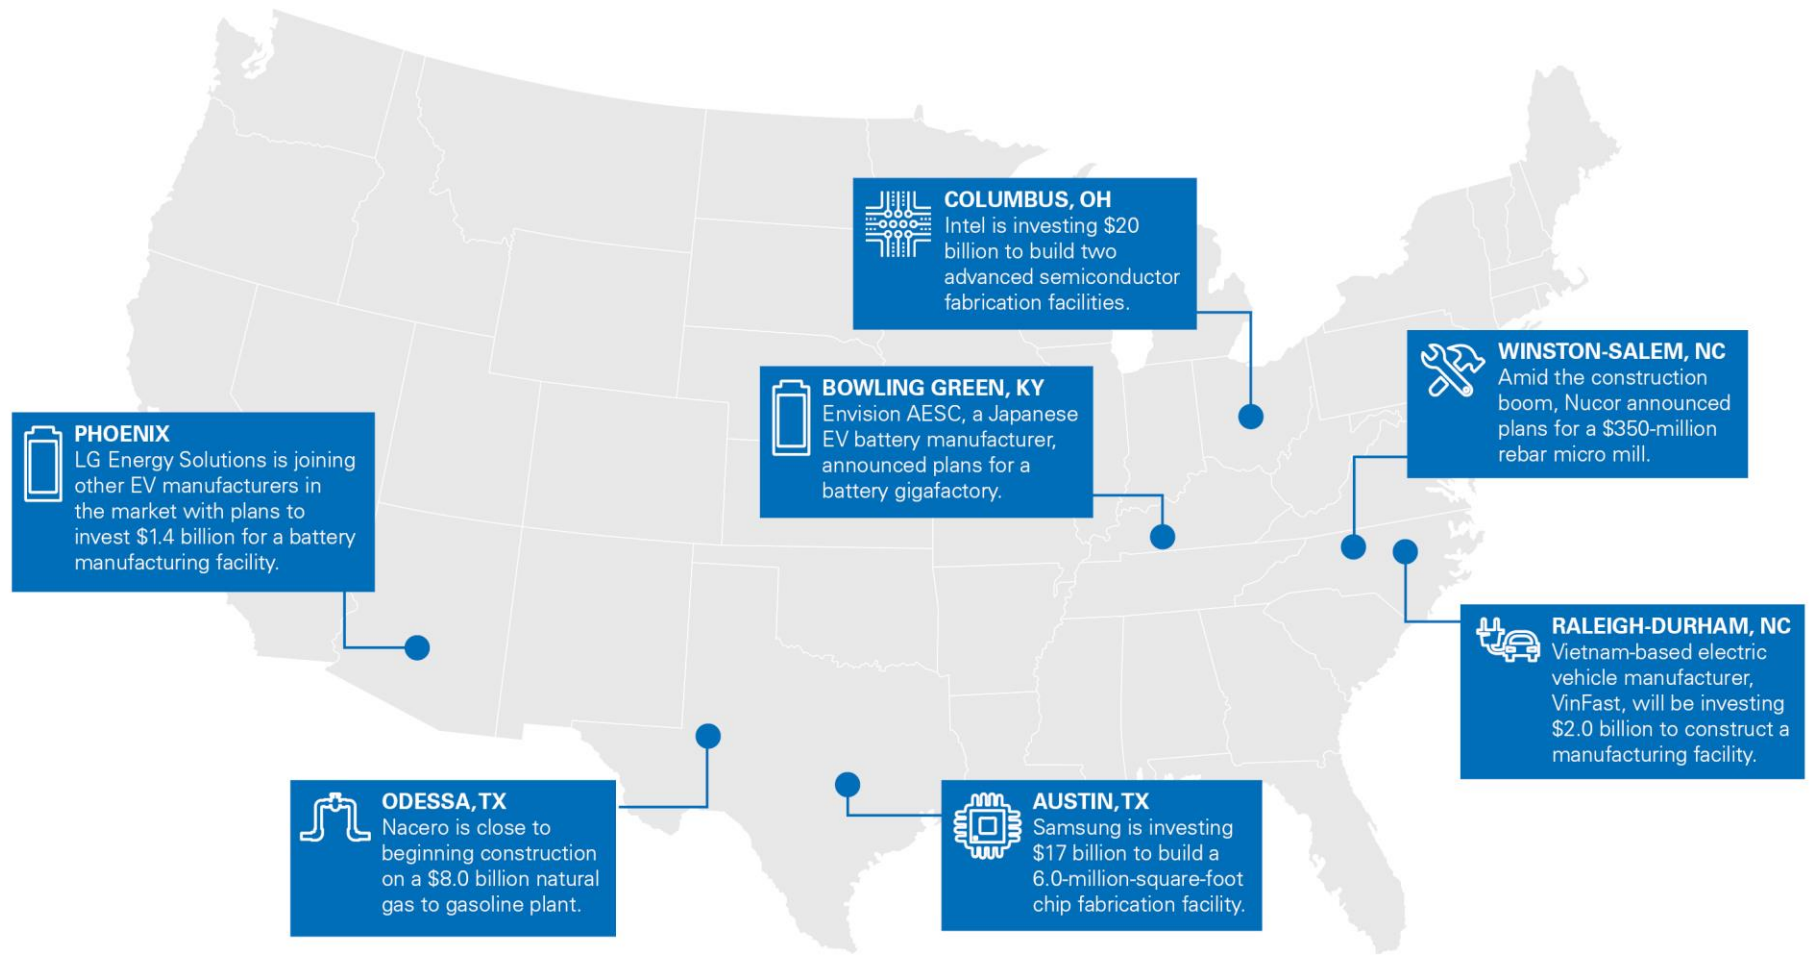 COLUMBUS, OH
Intel is investing $20
billion to build two
advanced semiconductor
fabrication facilities.
WINSTON-SALEM, NC
Amid the construction
boom, Nucor announced
plans for a $350-million
rebar micro mill.
BOWLING GREEN, KY
Envision AESC, a Japanese
EV battery manufacturer,
announced plans for a
battery gigafactory.
PHOENIX
LG Energy Solutions is joining
other EV manufacturers in
the market with plans to
invest $1.4 billion for a battery
manufacturing facility.
RALEIGH-DURHAM, NC
Vietnam-based electric
vehicle manufacturer,
VinFast, will be investing
$2.0 billion to construct a
manufacturing facility.
ODESSA, TX
Nacero is close to
beginning construction
on a $8.0 billion natural
gas to gasoline plant.
AUSTIN, TX
Samsung is investing
$17 billion to build a
6.0-million-square-foot
chip fabrication facility.